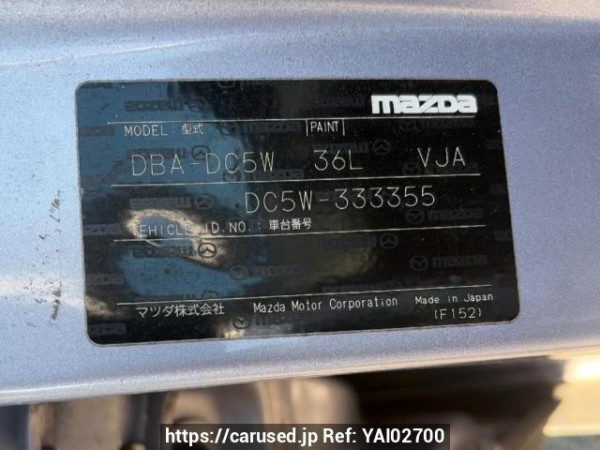 mazda
MODEL: 型式 PAINT
DBA-DC5W 36L VJA
DC5W-333355
VEHICLE ID.NO.: 車台番号
マツダ株式会社 Mazda Motor Corporation Made in Japan
(F152)
https://carused.jp Ref: YAI02700